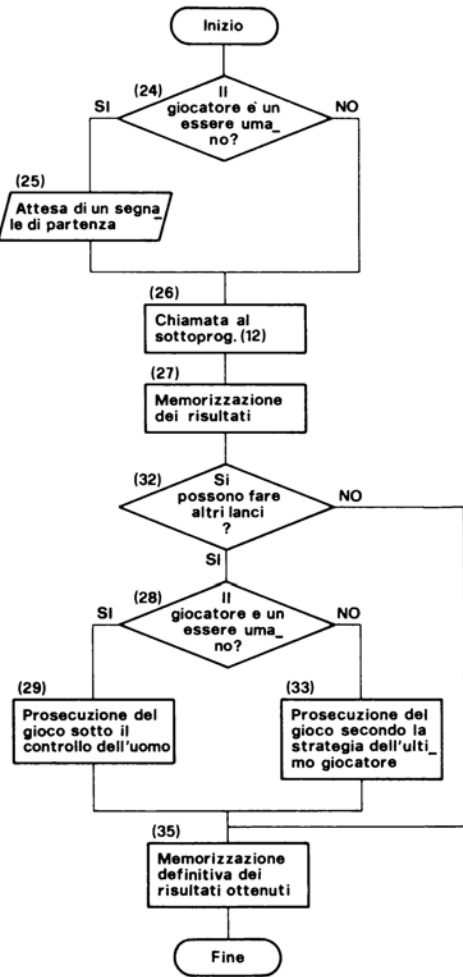 Inizio
(24)
Il
SI
giocatore e un
NO
essere uma_
no?
(25)
Attesa di un segna_
le di partenza
(26)
Chiamata al
sottoprog. (12)
(27)
Memorizzazione
dei risultati
(32)
Si
possono fare
NO
altri lanci
?
SI
(28)
Il
SI
giocatore e un
NO
essere uma_
no?
(29)
Prosecuzione del
gioco sotto il
controllo dell'uomo
(33)
Prosecuzione del
gioco secondo la
strategia dell'ulti_
mo giocatore
(35)
Memorizzazione
definitiva dei
risultati ottenuti
Fine